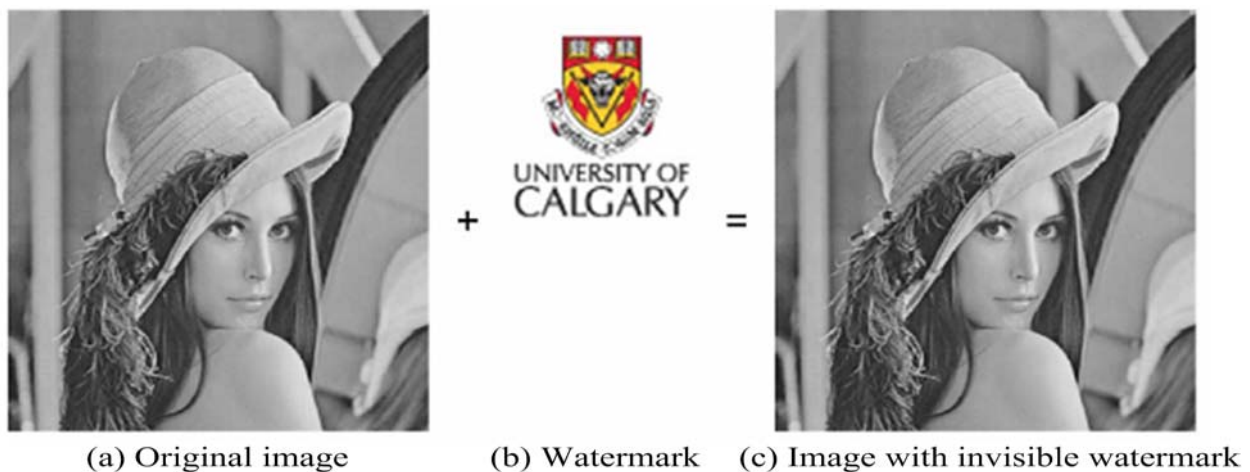 UNIVERSITY OF
CALGARY
+
=
(a) Original image
(b) Watermark
(c) Image with invisible watermark